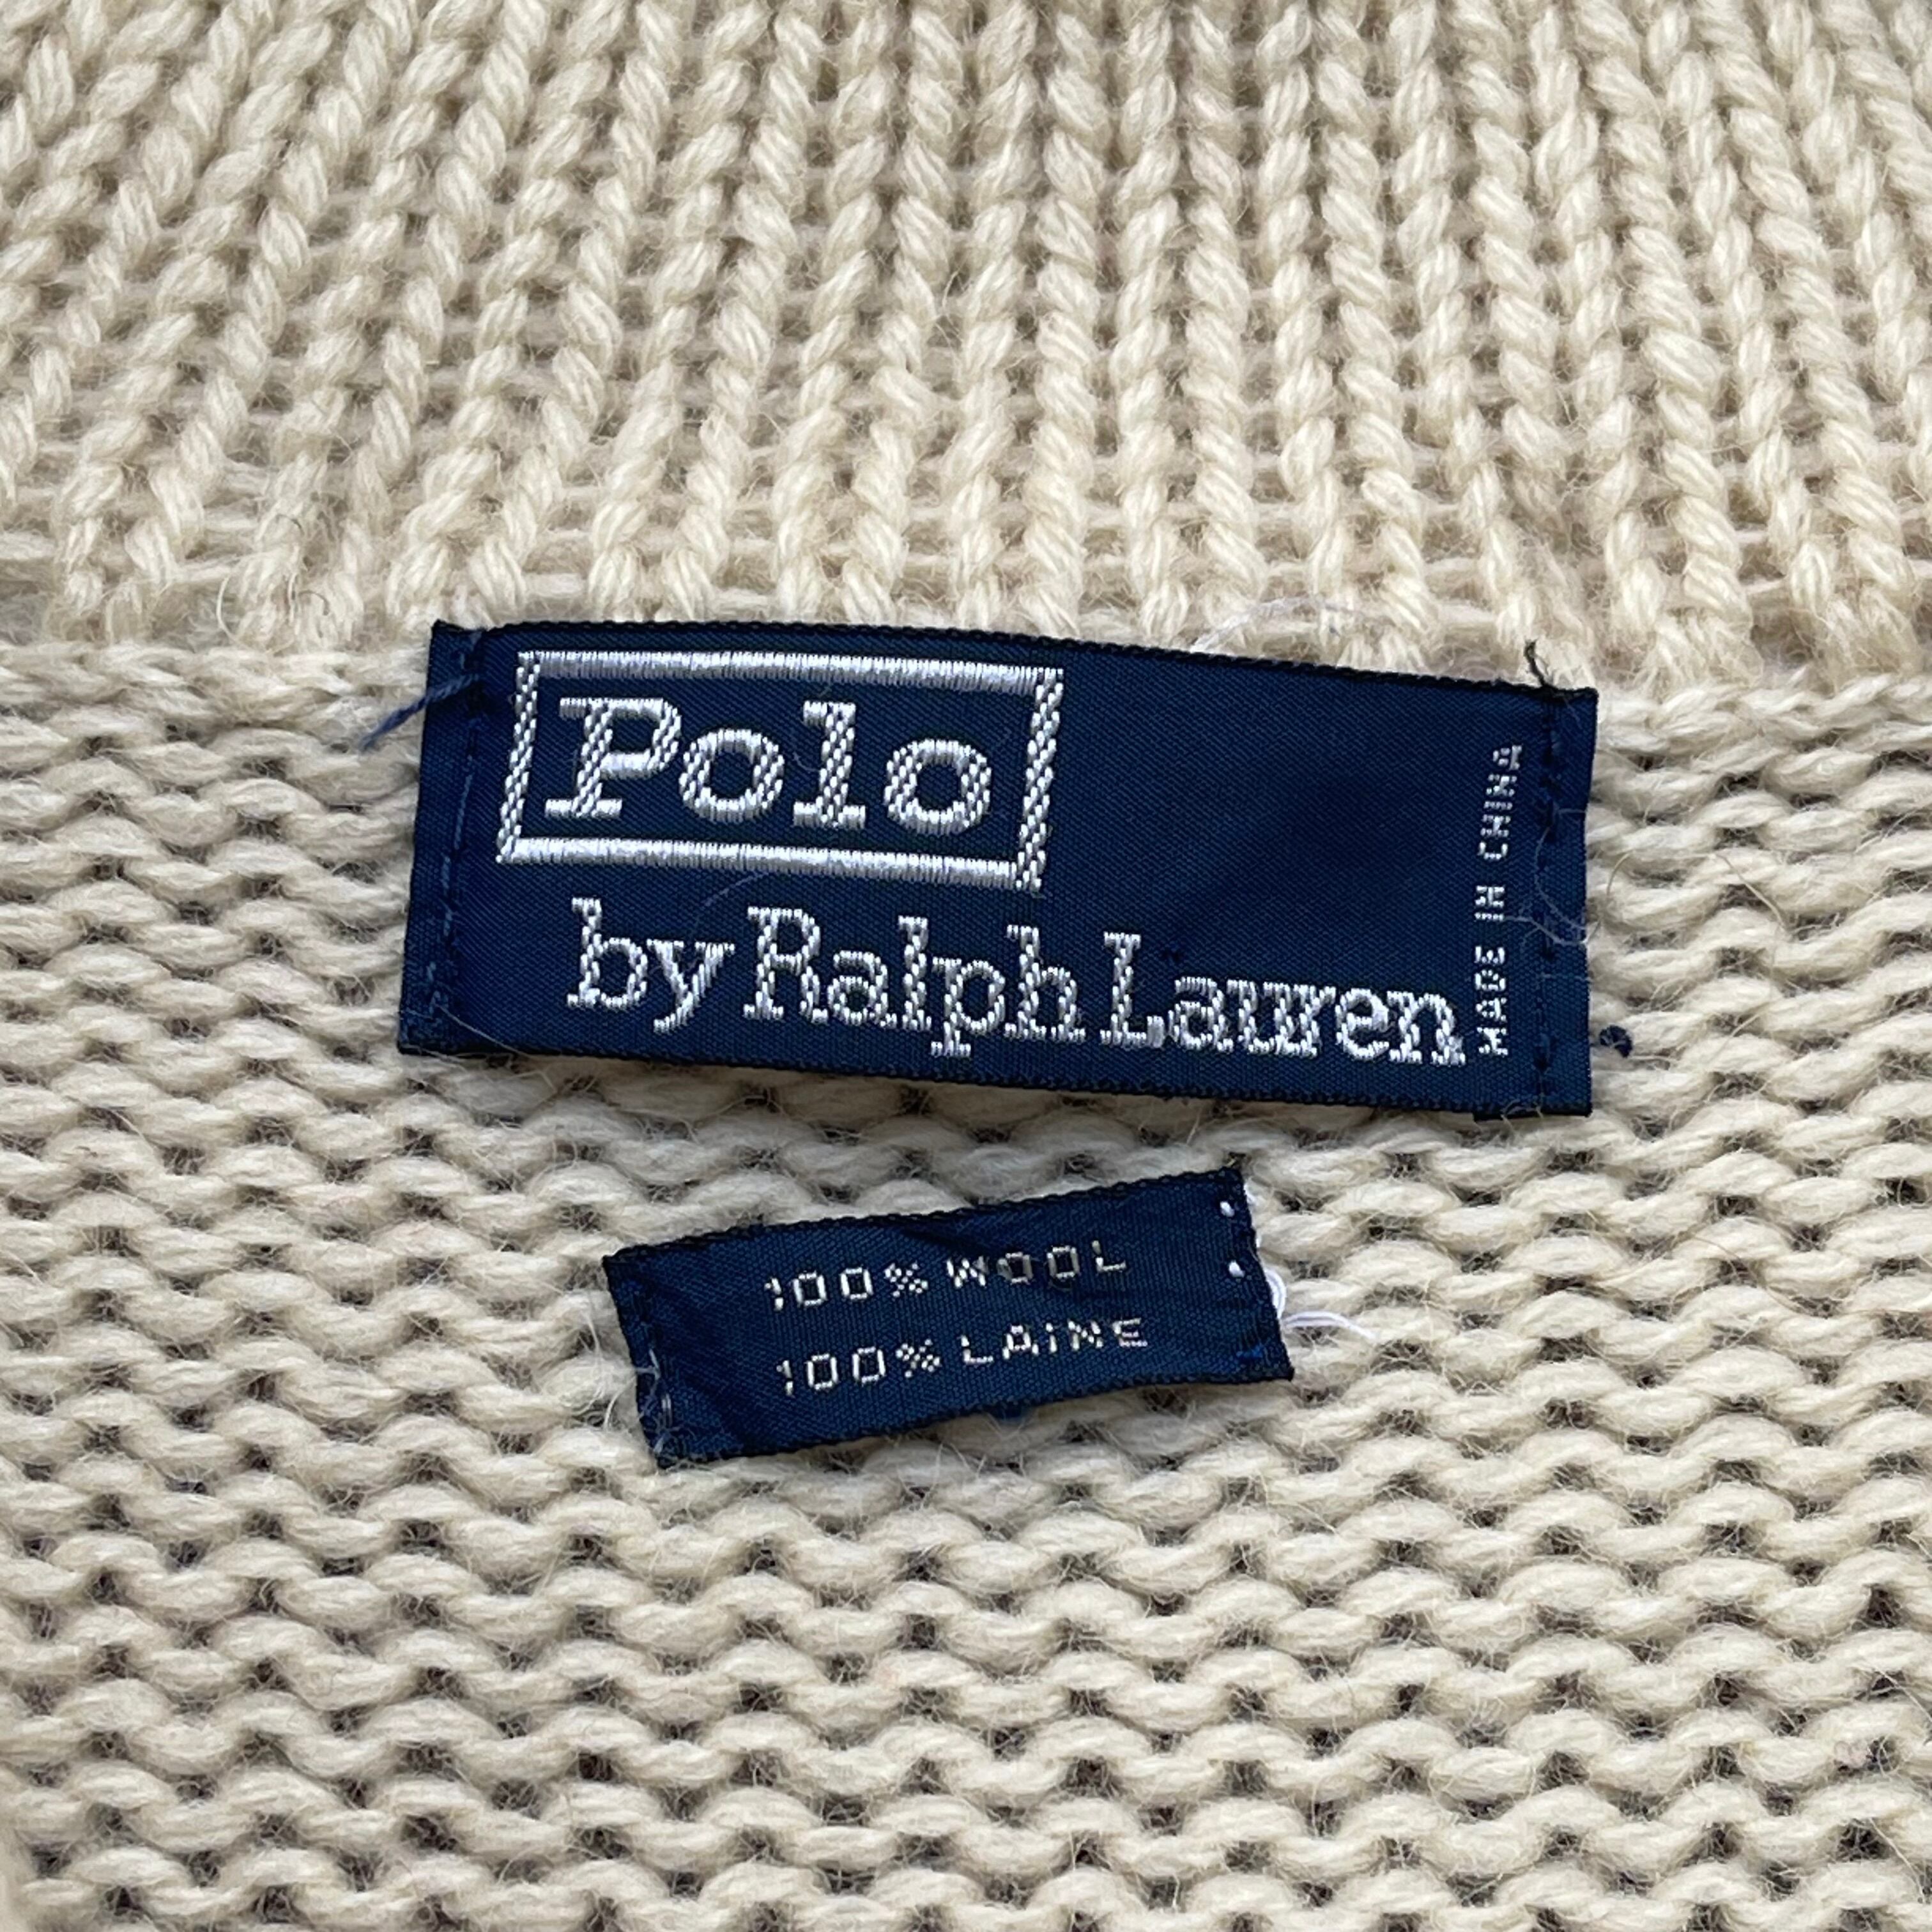 Polo
by Ralph Lauren
MADE IN CHINA
100% WOOL
100% LAINE